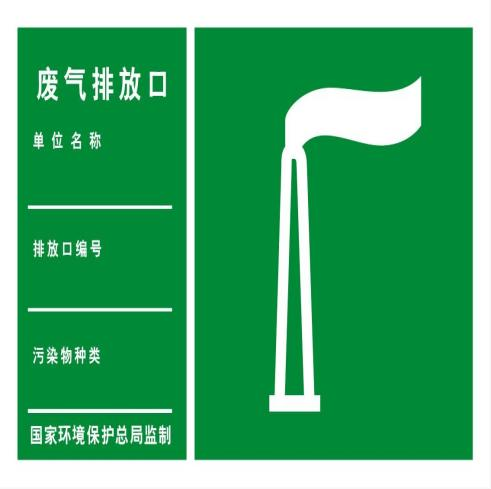 废气排放口
单位名称
排放口编号
污染物种类
国家环境保护总局监制